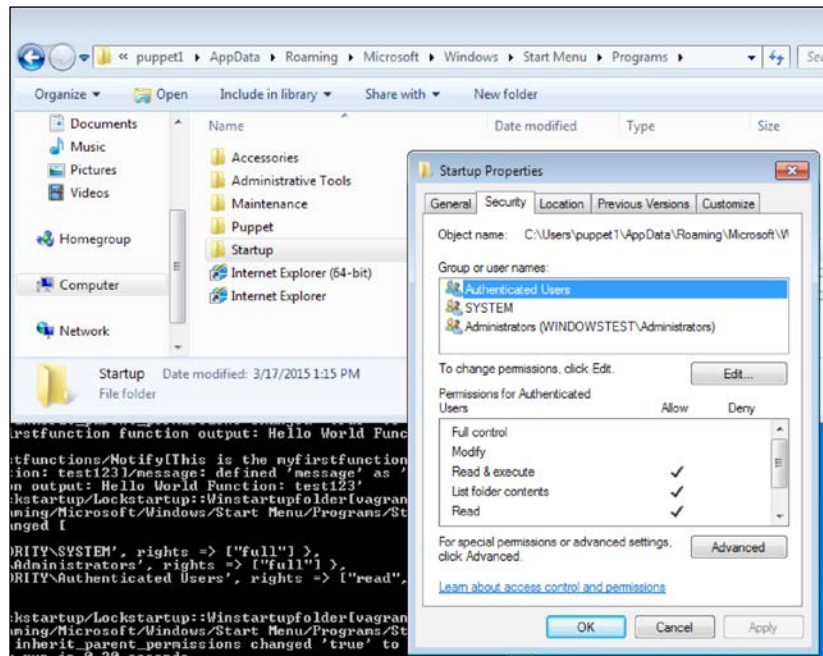 « puppet1 ▸ AppData ▸ Roaming ▸ Microsoft ▸ Windows ▸ Start Menu ▸ Programs ▸
Organize Open Include in library Share with New folder
Documents
Music
Pictures
Videos
Homegroup
Computer
Network
Name Date modified Type Size
Accessories
Administrative Tools
Maintenance
Puppet
Startup
Internet Explorer (64-bit)
Internet Explorer
Startup Date modified: 3/17/2015 1:15 PM
File folder
Startup Properties
General Security Location Previous Versions Customize
Object name: C:\Users\puppet1\AppData\Roaming\Microsoft\W
Group or user names:
Authenticated Users
SYSTEM
Administrators (WINDOWSTEST\Administrators)
To change permissions, click Edit. Edit...
Permissions for Authenticated
Users Allow Deny
Full control
Modify
Read & execute
List folder contents
Read
For special permissions or advanced settings,
click Advanced. Advanced
Learn about access control and permissions
OK Cancel Apply
irstfunction function output: Hello World Func
stfunctions/Notify[This is the myfirstfunction
ion: test123]/message: defined 'message' as '
n output: Hello World Function: test123'
kstartup/Lockstartup::Winstartupfolder[vagran
ming/Microsoft/Windows/Start Menu/Programs/St
nged [
ORITY\SYSTEM', rights => ["full"] },
Administrators', rights => ["full"] },
ORITY\Authenticated Users', rights => ["read",
kstartup/Lockstartup::Winstartupfolder[vagran
ming/Microsoft/Windows/Start Menu/Programs/St
inherit_parent_permissions changed 'true' to